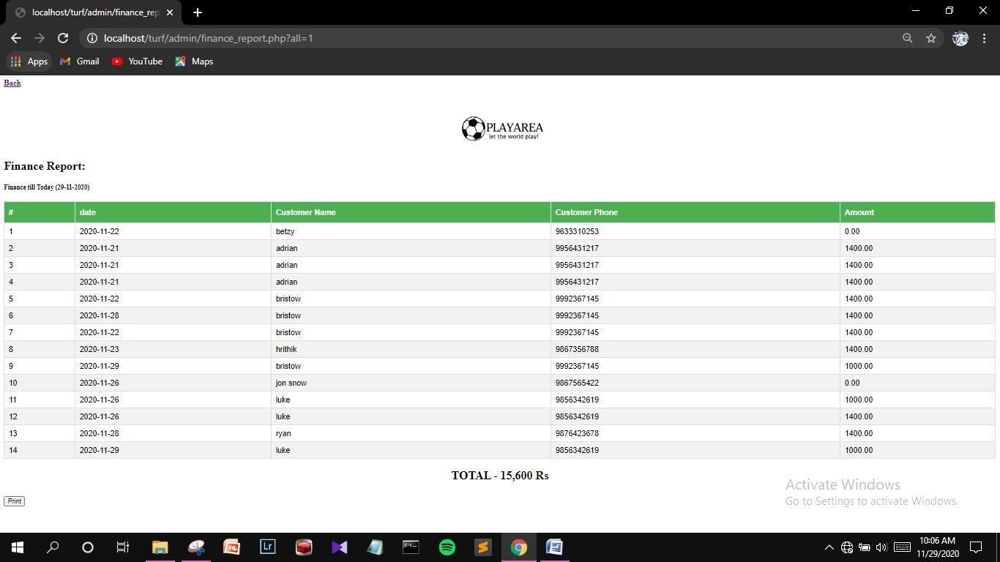 localhost/turf/admin/finance_rep
localhost/turf/admin/finance_report.php?all=1
Apps Gmail YouTube Maps
Back
PLAYAREA
let the world play!
Finance Report:
Finance till Today (29-11-2020)
# date Customer Name Customer Phone Amount
1 2020-11-22 betzy 9633310253 0.00
2 2020-11-21 adrian 9956431217 1400.00
3 2020-11-21 adrian 9956431217 1400.00
4 2020-11-21 adrian 9956431217 1400.00
5 2020-11-22 bristow 9992367145 1400.00
6 2020-11-28 bristow 9992367145 1400.00
7 2020-11-22 bristow 9992367145 1400.00
8 2020-11-23 hrithik 9867356788 1400.00
9 2020-11-29 bristow 9992367145 1000.00
10 2020-11-26 jon snow 9867565422 0.00
11 2020-11-26 luke 9856342619 1000.00
12 2020-11-26 luke 9856342619 1400.00
13 2020-11-28 ryan 9876423678 1400.00
14 2020-11-29 luke 9856342619 1000.00
TOTAL - 15,600 Rs
Activate Windows
Go to Settings to activate Windows.
Print
Lr
10:06 AM
11/29/2020